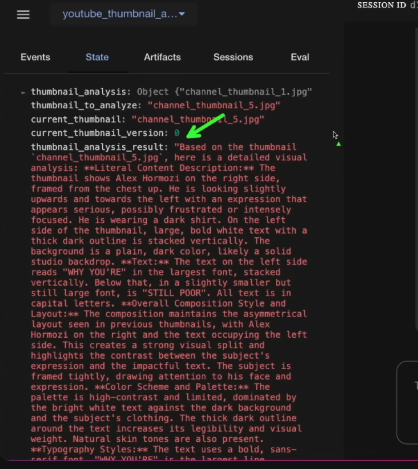 SESSION ID d
youtube_thumbnail_a...
Events State Artifacts Sessions Eval
thumbnail_analysis: Object {"channel_thumbnail_1.jpg"
thumbnail_to_analyze: "channel_thumbnail_5.jpg"
current_thumbnail: "channel_thumbnail_5.jpg"
current_thumbnail_version: 0
thumbnail_analysis_result: "Based on the thumbnail
`channel_thumbnail_5.jpg`, here is a detailed visual
analysis: **Literal Content Description:** The
thumbnail shows Alex Hormozi on the right side,
framed from the chest up. He is looking slightly
upwards and towards the left with an expression that
appears serious, possibly frustrated or intensely
focused. He is wearing a dark shirt. On the left
side of the thumbnail, large, bold white text with a
thick dark outline is stacked vertically. The
background is a plain, dark color, likely a solid
studio backdrop. **Text:** The text on the left side
reads "WHY YOU'RE" in the largest font, stacked
vertically. Below that, in a slightly smaller but
still large font, is "STILL POOR". All text is in
capital letters. **Overall Composition Style and
Layout:** The composition maintains the asymmetrical
layout seen in previous thumbnails, with Alex
Hormozi on the right and the text occupying the left
side. This creates a strong visual split and
highlights the contrast between the subject's
expression and the impactful text. The subject is
framed tightly, drawing attention to his face and
expression. **Color Scheme and Palette:** The
palette is high-contrast and limited, dominated by
the bright white text against the dark background
and the subject's clothing. The thick dark outline
around the text increases its legibility and visual
weight. Natural skin tones are also present.
**Typography Styles:** The text uses a bold, sans-
serif font. "WHY YOU'RE" is the largest line